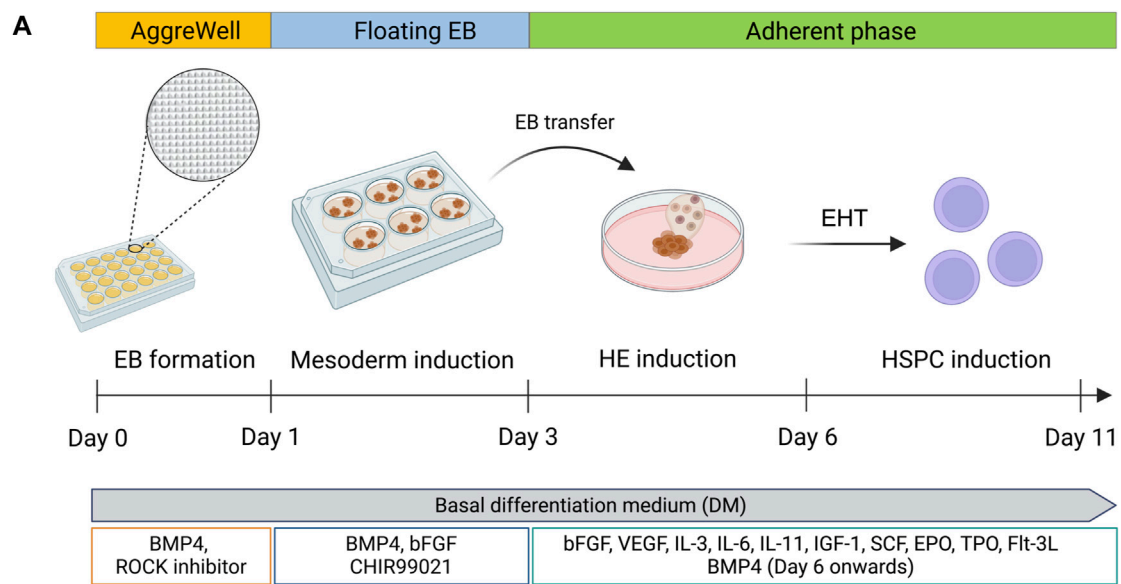 A
AggreWell
Floating EB
Adherent phase
EB transfer
EHT
EB formation
Mesoderm induction
HE induction
HSPC induction
Day 0
Day 1
Day 3
Day 6
Day 11
Basal differentiation medium (DM)
BMP4,
ROCK inhibitor
BMP4, bFGF
CHIR99021
bFGF, VEGF, IL-3, IL-6, IL-11, IGF-1, SCF, EPO, TPO, Flt-3L
BMP4 (Day 6 onwards)